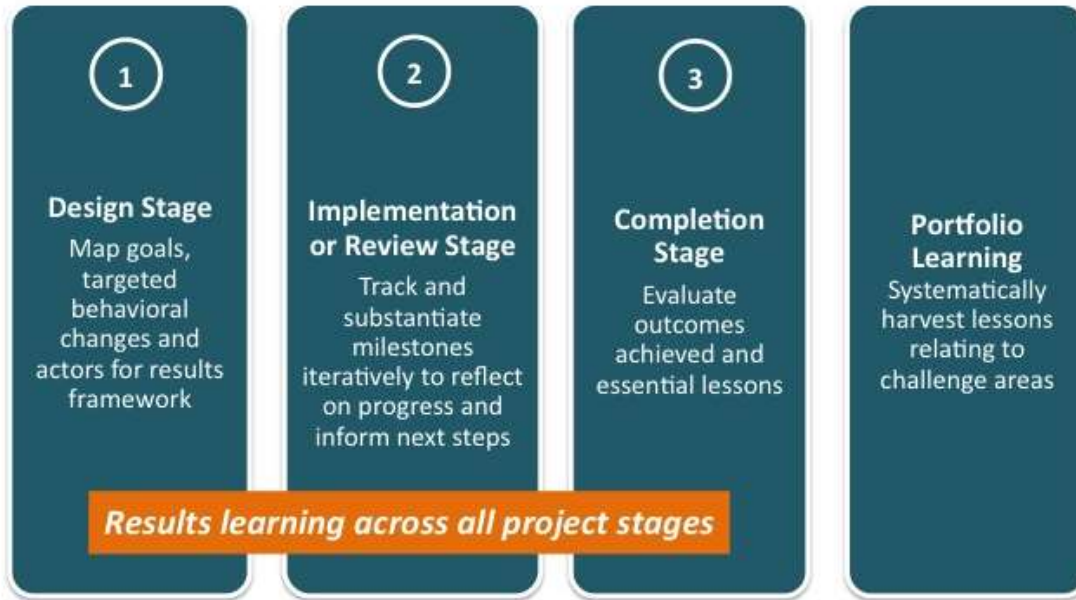 1
Design Stage
Map goals,
targeted
behavioral
changes and
actors for results
framework
2
Implementation
or Review Stage
Track and
substantiate
milestones
iteratively to reflect
on progress and
inform next steps
3
Completion
Stage
Evaluate
outcomes
achieved and
essential lessons
Portfolio
Learning
Systematically
harvest lessons
relating to
challenge areas
Results learning across all project stages